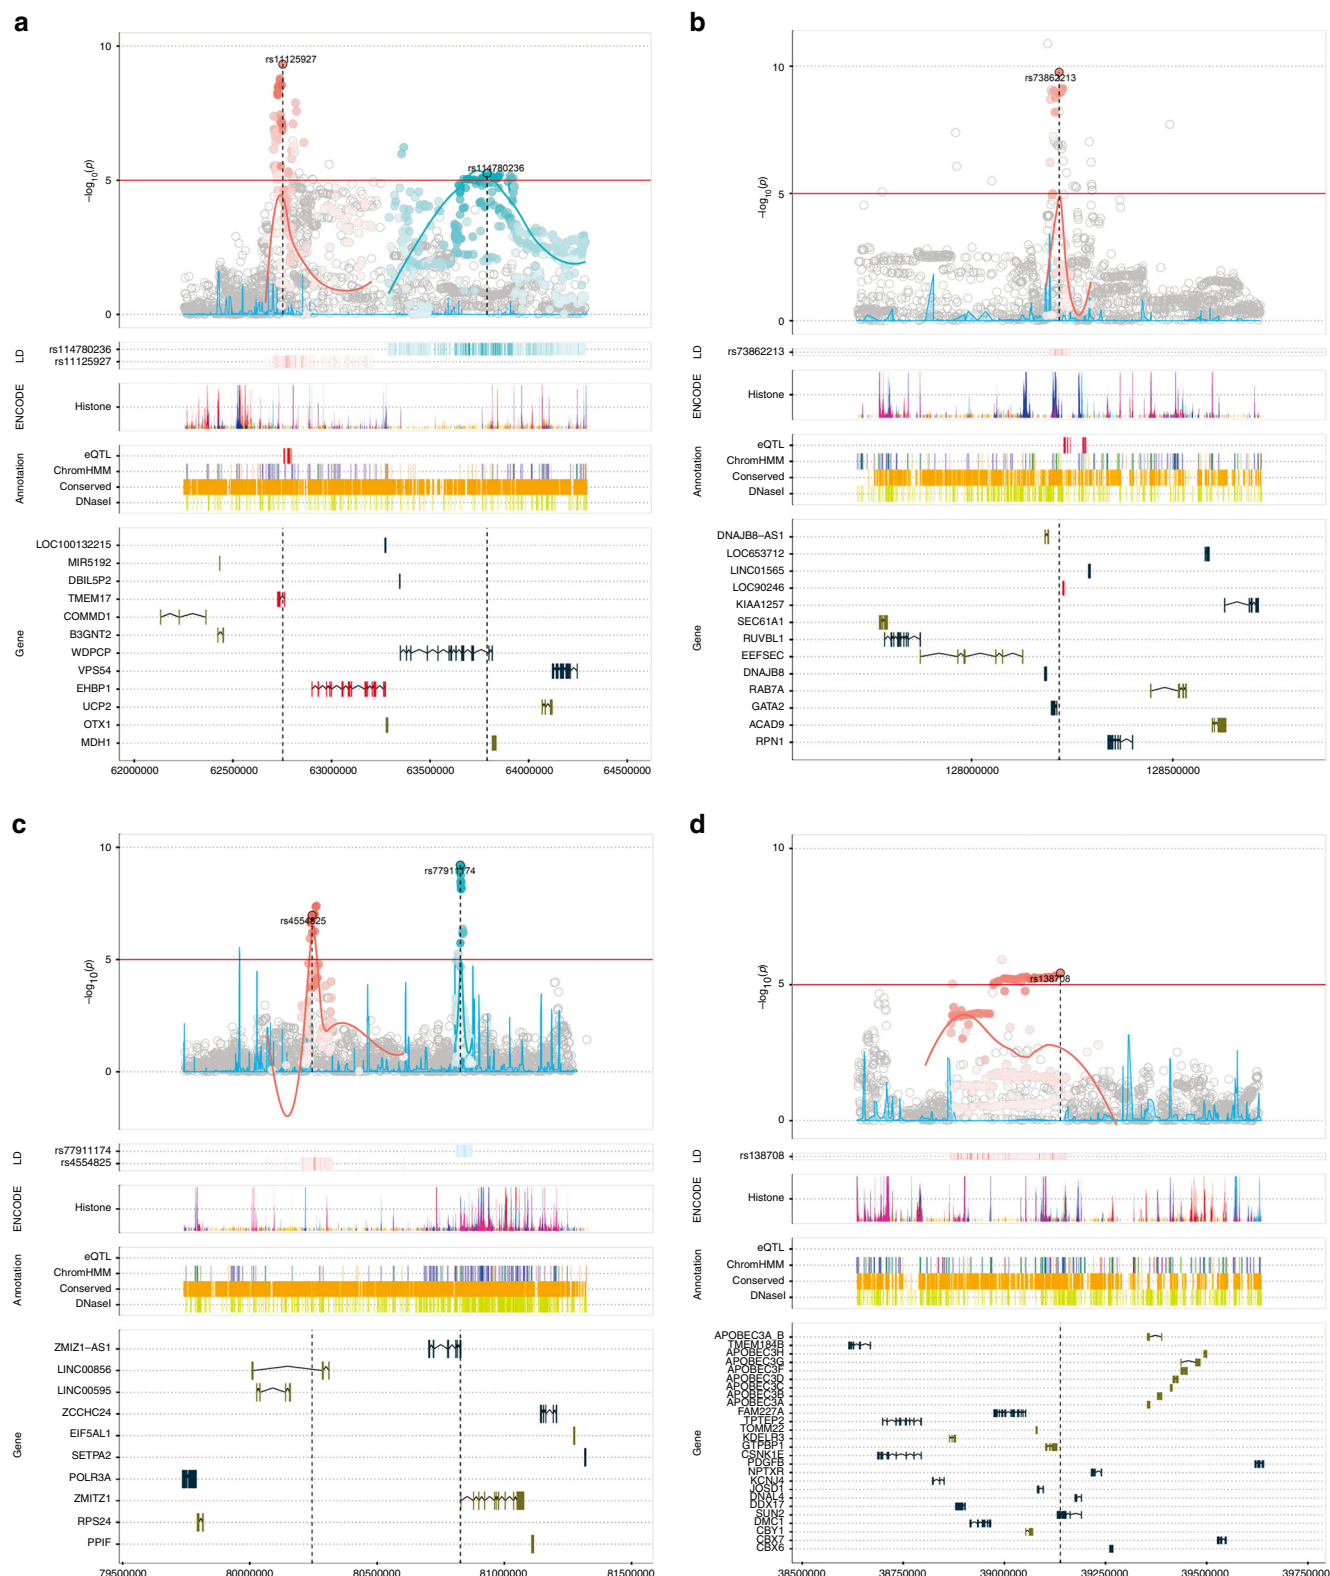 a
10
rs11125927
rs114780236
5
−log10(p)
0
LD
rs114780236
rs11125927
ENCODE
Histone
Annotation
eQTL
ChromHMM
Conserved
DNaseI
Gene
LOC100132215
MIR5192
DBIL5P2
TMEM17
COMMD1
B3GNT2
WDPCP
VPS54
EHBP1
UCP2
OTX1
MDH1
62000000 62500000 63000000 63500000 64000000 64500000
b
10
rs73862213
5
−log10(p)
0
LD
rs73862213
ENCODE
Histone
Annotation
eQTL
ChromHMM
Conserved
DNaseI
Gene
DNAJB8−AS1
LOC653712
LINC01565
LOC90246
KIAA1257
SEC61A1
RUVBL1
EEFSEC
DNAJB8
RAB7A
GATA2
ACAD9
RPN1
128000000 128500000
c
10
rs77911174
rs4554825
5
−log10(p)
0
LD
rs77911174
rs4554825
ENCODE
Histone
Annotation
eQTL
ChromHMM
Conserved
DNaseI
Gene
ZMIZ1−AS1
LINC00856
LINC00595
ZCCHC24
EIF5AL1
SETPA2
POLR3A
ZMITZ1
RPS24
PPIF
79500000 80000000 80500000 81000000 81500000
d
10
rs138708
5
−log10(p)
0
LD
rs138708
ENCODE
Histone
Annotation
eQTL
ChromHMM
Conserved
DNaseI
Gene
APOBEC3A_B
TMEM184B
APOBEC3H
APOBEC3G
APOBEC3F
APOBEC3D
APOBEC3C
APOBEC3B
APOBEC3A
FAM227A
TPTEP2
TOMM22
KDELR3
GTPBP1
CSNK1E
PDGFB
NPTXR
KCNJ4
JOSD1
DNAL4
DDX17
SUN2
DMC1
CBY1
CBX7
CBX6
38500000 38750000 39000000 39250000 39500000 39750000